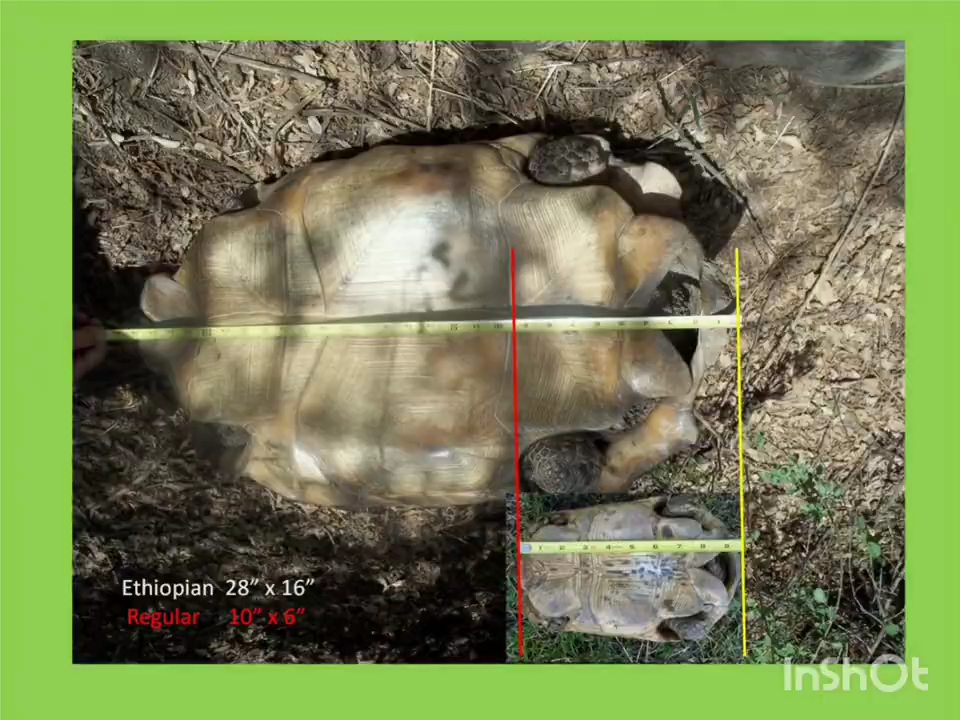 Ethiopian 28” x 16”
Regular 10” x 6”
InShOt